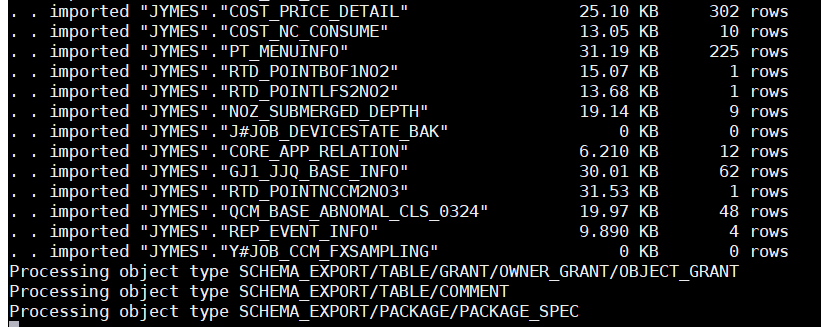 . . imported "JYMES"."COST_PRICE_DETAIL" 25.10 KB 302 rows
. . imported "JYMES"."COST_NC_CONSUME" 13.05 KB 10 rows
. . imported "JYMES"."PT_MENUINFO" 31.19 KB 225 rows
. . imported "JYMES"."RTD_POINTBOF1NO2" 15.07 KB 1 rows
. . imported "JYMES"."RTD_POINTLFS2NO2" 13.68 KB 1 rows
. . imported "JYMES"."NOZ_SUBMERGED_DEPTH" 19.14 KB 9 rows
. . imported "JYMES"."J#JOB_DEVICESTATE_BAK" 0 KB 0 rows
. . imported "JYMES"."CORE_APP_RELATION" 6.210 KB 12 rows
. . imported "JYMES"."GJ1_JJQ_BASE_INFO" 30.01 KB 62 rows
. . imported "JYMES"."RTD_POINTNCCM2NO3" 31.53 KB 1 rows
. . imported "JYMES"."QCM_BASE_ABNOMAL_CLS_0324" 19.97 KB 48 rows
. . imported "JYMES"."REP_EVENT_INFO" 9.890 KB 4 rows
. . imported "JYMES"."Y#JOB_CCM_FXSAMPLING" 0 KB 0 rows
Processing object type SCHEMA_EXPORT/TABLE/GRANT/OWNER_GRANT/OBJECT_GRANT
Processing object type SCHEMA_EXPORT/TABLE/COMMENT
Processing object type SCHEMA_EXPORT/PACKAGE/PACKAGE_SPEC